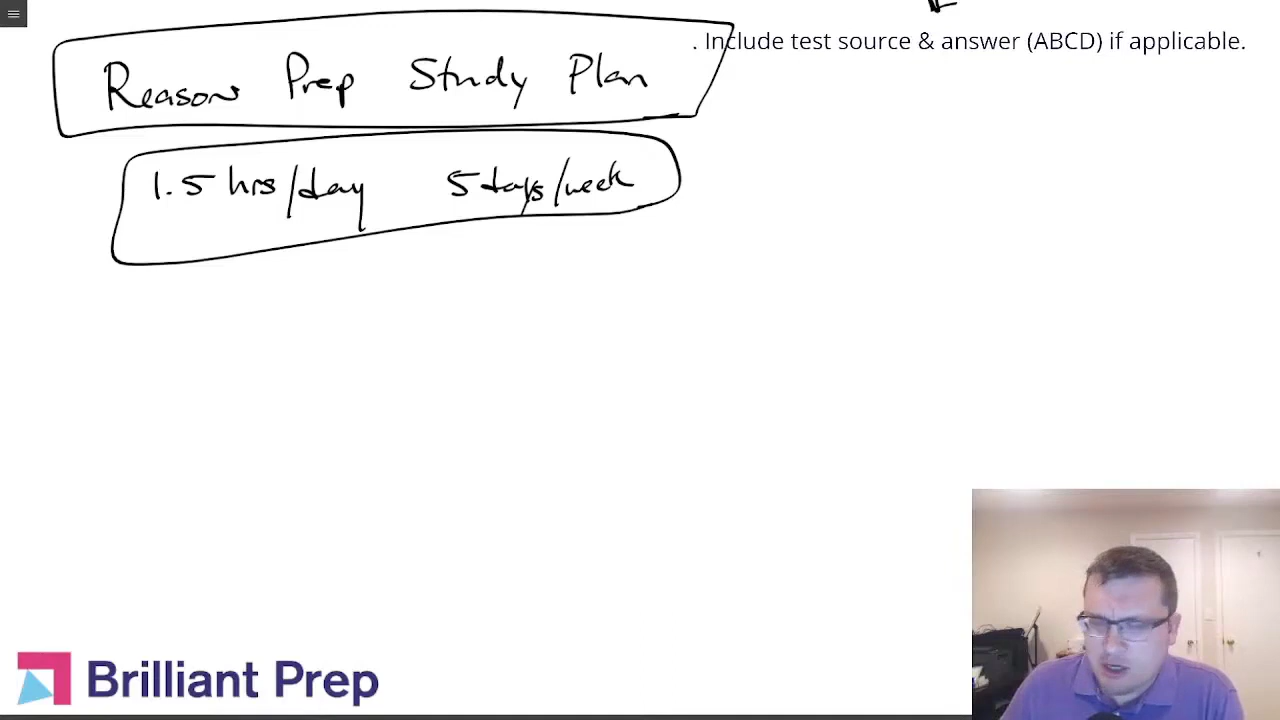 . Include test source & answer (ABCD) if applicable.
Reasons Prep Study Plan
1.5 hrs/day 5 days/week
Brilliant Prep